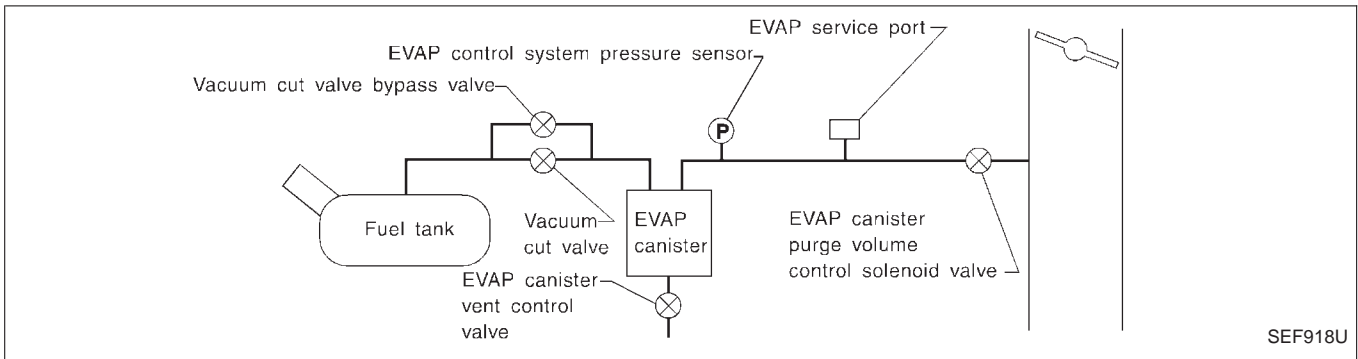 EVAP service port
EVAP control system pressure sensor
Vacuum cut valve bypass valve
P
Fuel tank
Vacuum
cut valve
EVAP
canister
EVAP canister
purge volume
control solenoid valve
EVAP canister
vent control
valve
SEF918U